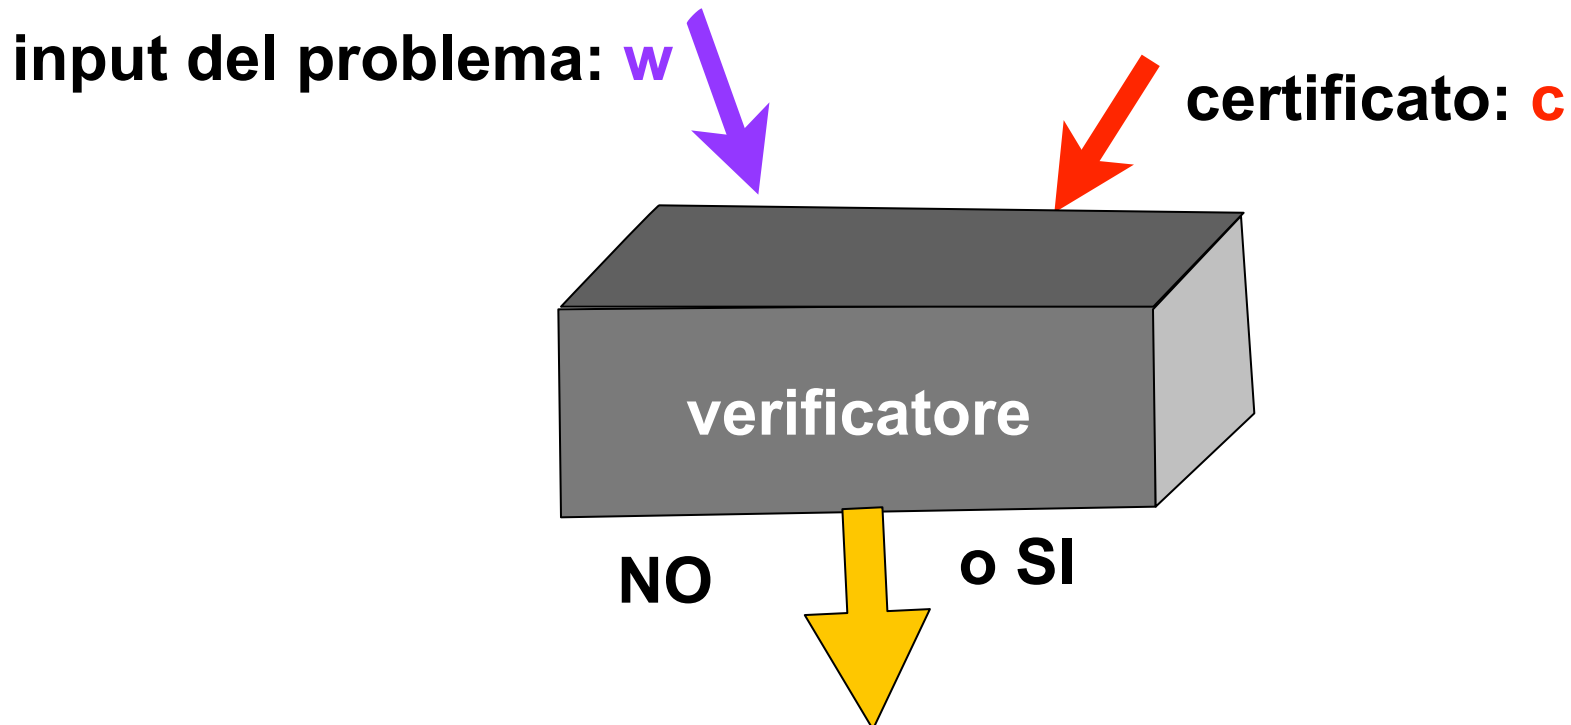 input del problema: w
certificato: c
verificatore
NO
o SI